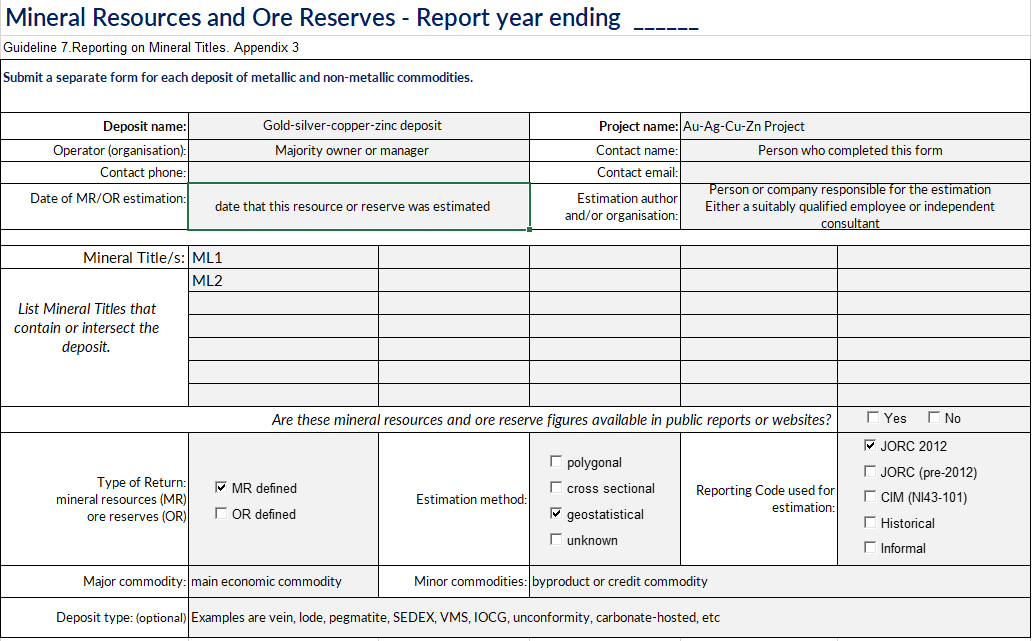 Mineral Resources and Ore Reserves - Report year ending ______
Guideline 7.Reporting on Mineral Titles. Appendix 3
Submit a separate form for each deposit of metallic and non-metallic commodities.
Deposit name: Gold-silver-copper-zinc deposit Project name: Au-Ag-Cu-Zn Project
Operator (organisation): Majority owner or manager Contact name: Person who completed this form
Contact phone: Contact email:
Date of MR/OR estimation: date that this resource or reserve was estimated
Estimation author
and/or organisation:
Person or company responsible for the estimation
Either a suitably qualified employee or independent
consultant
Mineral Title/s: ML1
ML2
List Mineral Titles that
contain or intersect the
deposit.
Are these mineral resources and ore reserve figures available in public reports or websites? Yes No
Type of Return:
mineral resources (MR)
ore reserves (OR)
MR defined
OR defined
Estimation method:
polygonal
cross sectional
geostatistical
unknown
Reporting Code used for
estimation:
JORC 2012
JORC (pre-2012)
CIM (NI43-101)
Historical
Informal
Major commodity: main economic commodity Minor commodities: byproduct or credit commodity
Deposit type: (optional) Examples are vein, lode, pegmatite, SEDEX, VMS, IOCG, unconformity, carbonate-hosted, etc